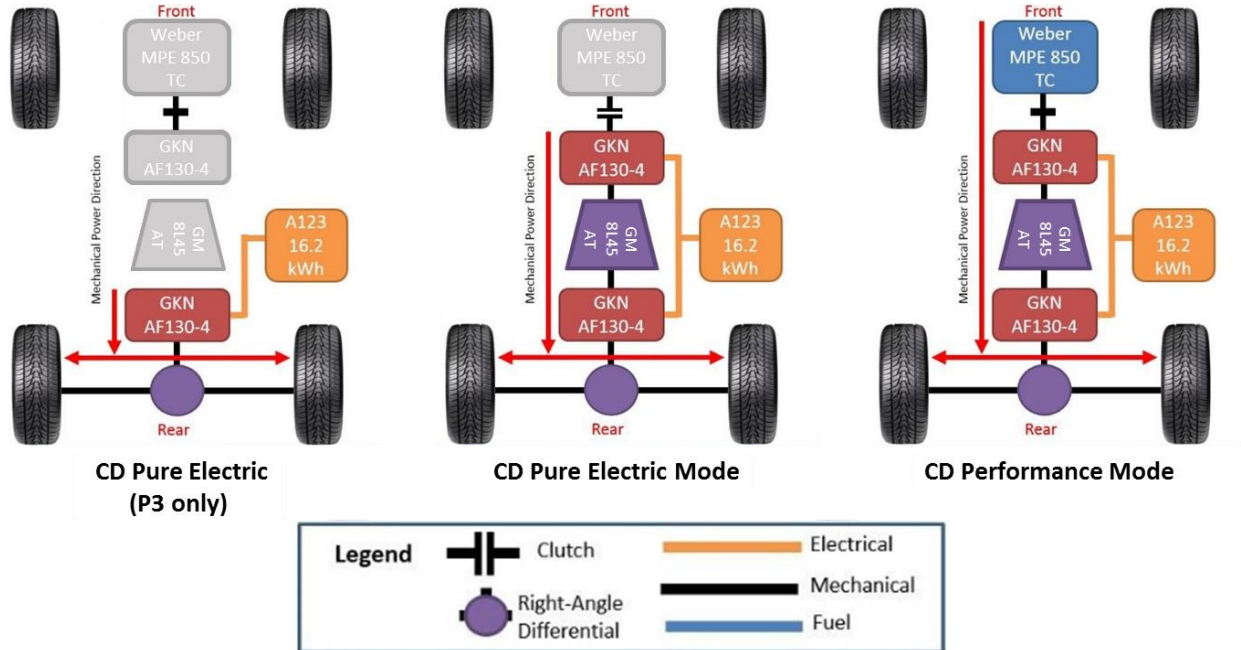 Front
Weber
MPE 850
TC
GKN
AF130-4
GM
8L45
AT
A123
16.2
kWh
GKN
AF130-4
Mechanical Power Direction
Rear
CD Pure Electric
(P3 only)
Front
Weber
MPE 850
TC
GKN
AF130-4
GM
8L45
AT
A123
16.2
kWh
GKN
AF130-4
Mechanical Power Direction
Rear
CD Pure Electric Mode
Front
Weber
MPE 850
TC
GKN
AF130-4
GM
8L45
AT
A123
16.2
kWh
GKN
AF130-4
Mechanical Power Direction
Rear
CD Performance Mode
Legend
Clutch
Right-Angle
Differential
Electrical
Mechanical
Fuel